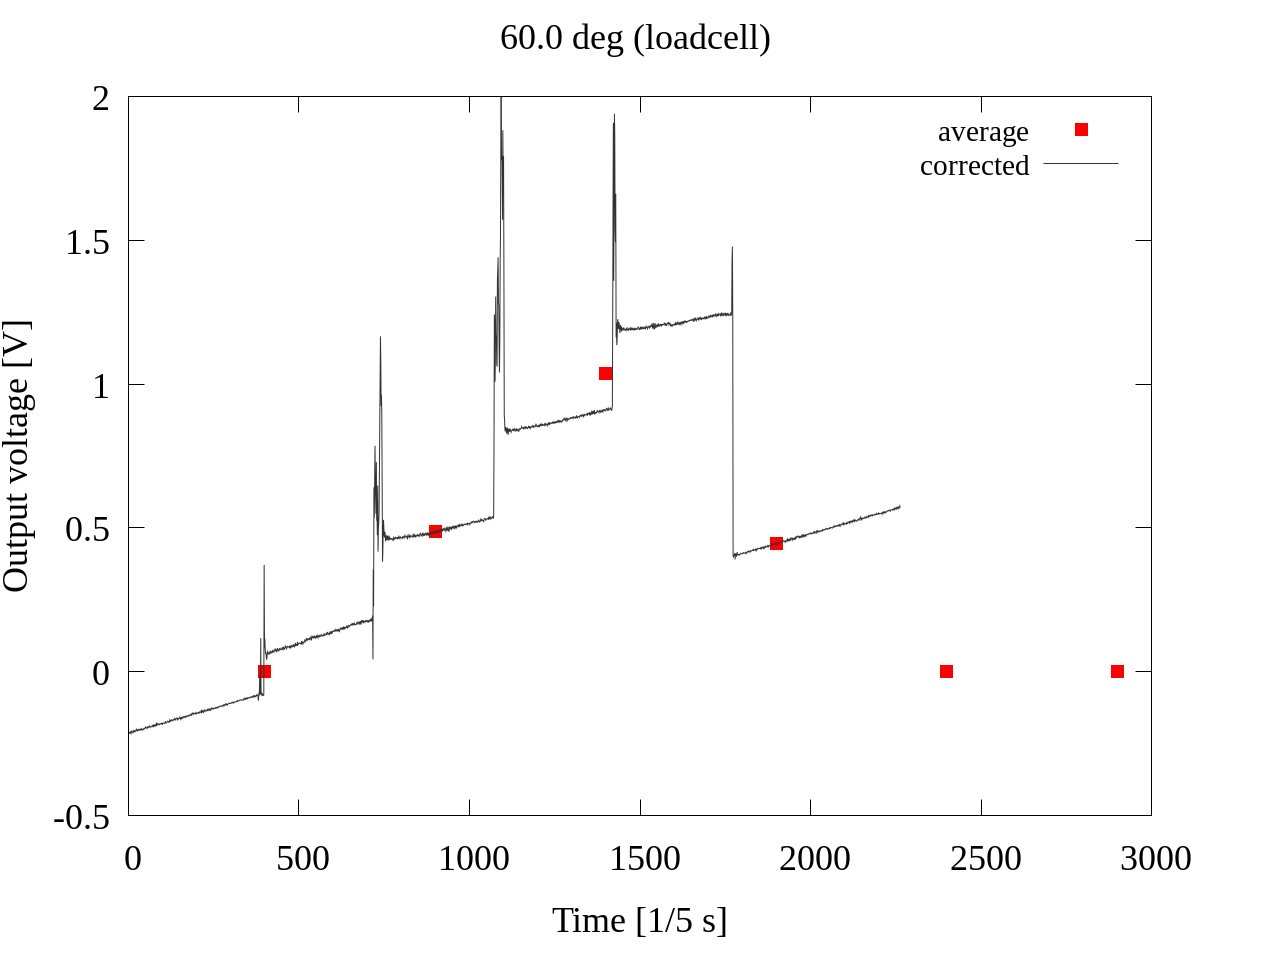 60.0 deg (loadcell)
2
1.5
1
0.5
0
-0.5
average
corrected
Output voltage [V]
0 500 1000 1500 2000 2500 3000
Time [1/5 s]